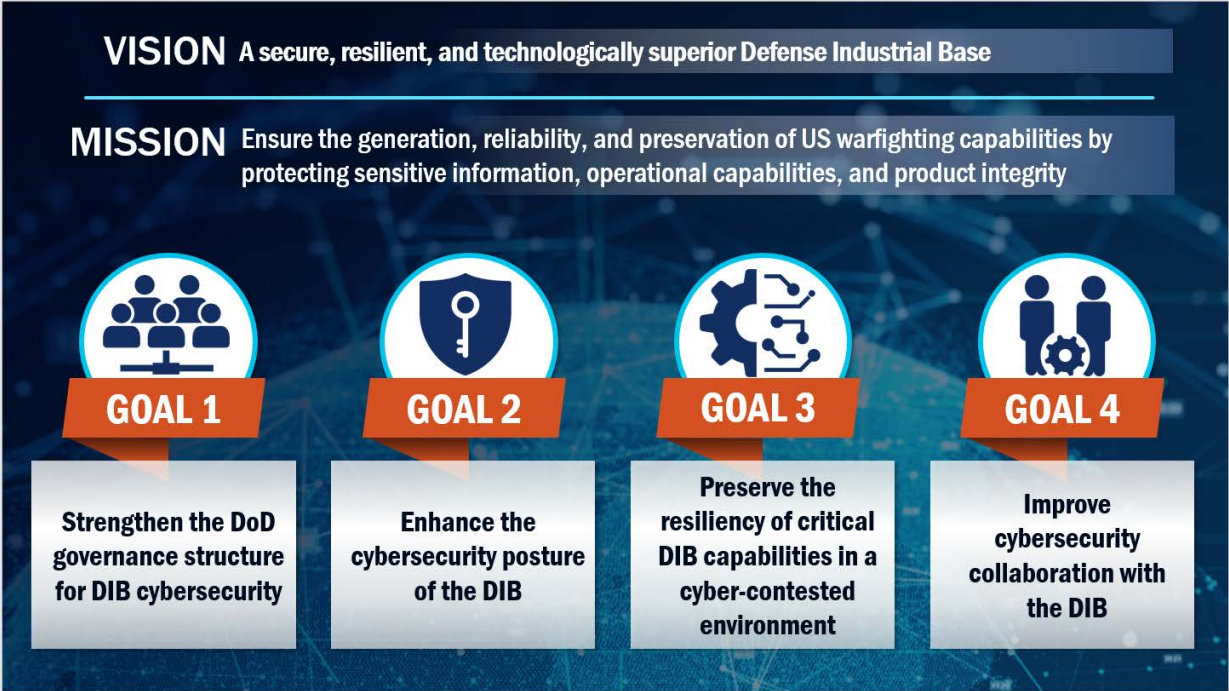 VISION A secure, resilient, and technologically superior Defense Industrial Base
MISSION Ensure the generation, reliability, and preservation of US warfighting capabilities by
protecting sensitive information, operational capabilities, and product integrity
GOAL 1
Strengthen the DoD
governance structure
for DIB cybersecurity
GOAL 2
Enhance the
cybersecurity posture
of the DIB
GOAL 3
Preserve the
resiliency of critical
DIB capabilities in a
cyber-contested
environment
GOAL 4
Improve
cybersecurity
collaboration with
the DIB